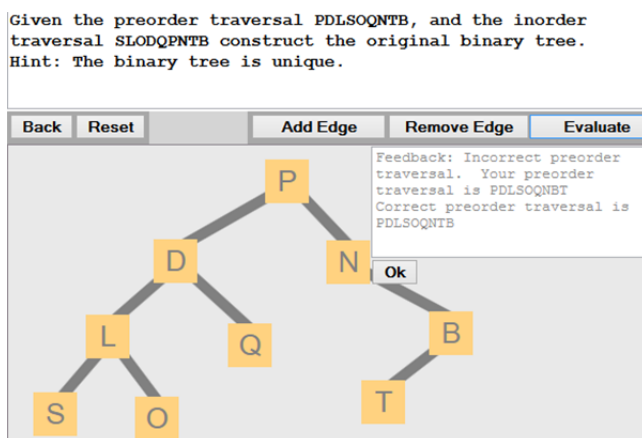 Given the preorder traversal PDLSOQNTB, and the inorder
traversal SLODQPNTB construct the original binary tree.
Hint: The binary tree is unique.
Back Reset Add Edge Remove Edge Evaluate
Feedback: Incorrect preorder
traversal. Your preorder
traversal is PDLSOQNBT
Correct preorder traversal is
PDLSOQNTB
Ok
P
D N
L Q B
S O T